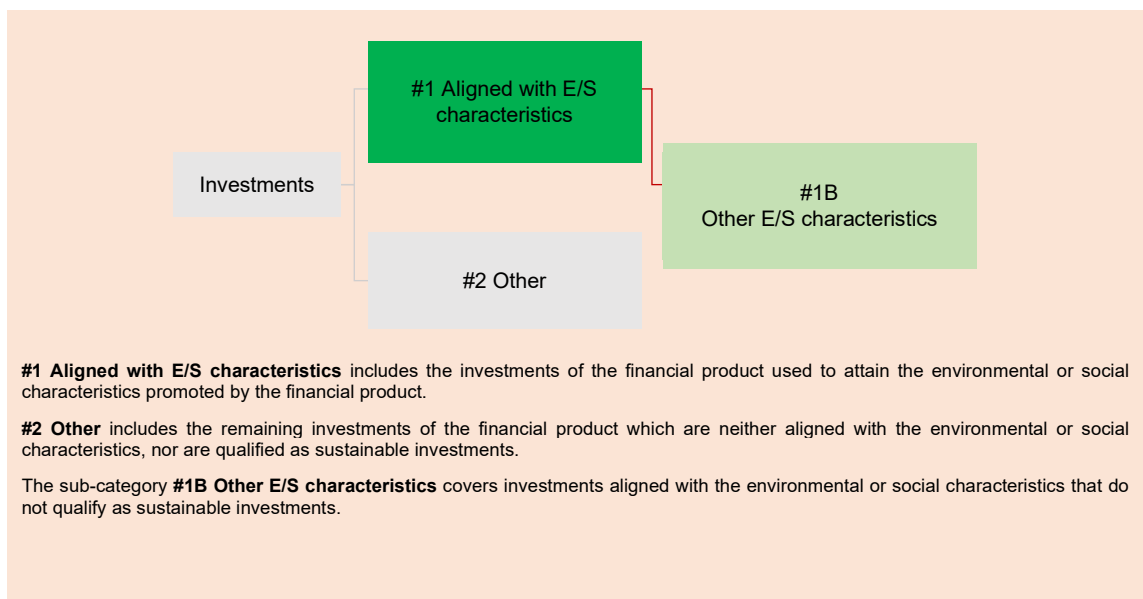 #1 Aligned with E/S
characteristics
Investments
#1B
Other E/S characteristics
#2 Other
#1 Aligned with E/S characteristics includes the investments of the financial product used to attain the environmental or social
characteristics promoted by the financial product.
#2 Other includes the remaining investments of the financial product which are neither aligned with the environmental or social
characteristics, nor are qualified as sustainable investments.
The sub-category #1B Other E/S characteristics covers investments aligned with the environmental or social characteristics that do
not qualify as sustainable investments.